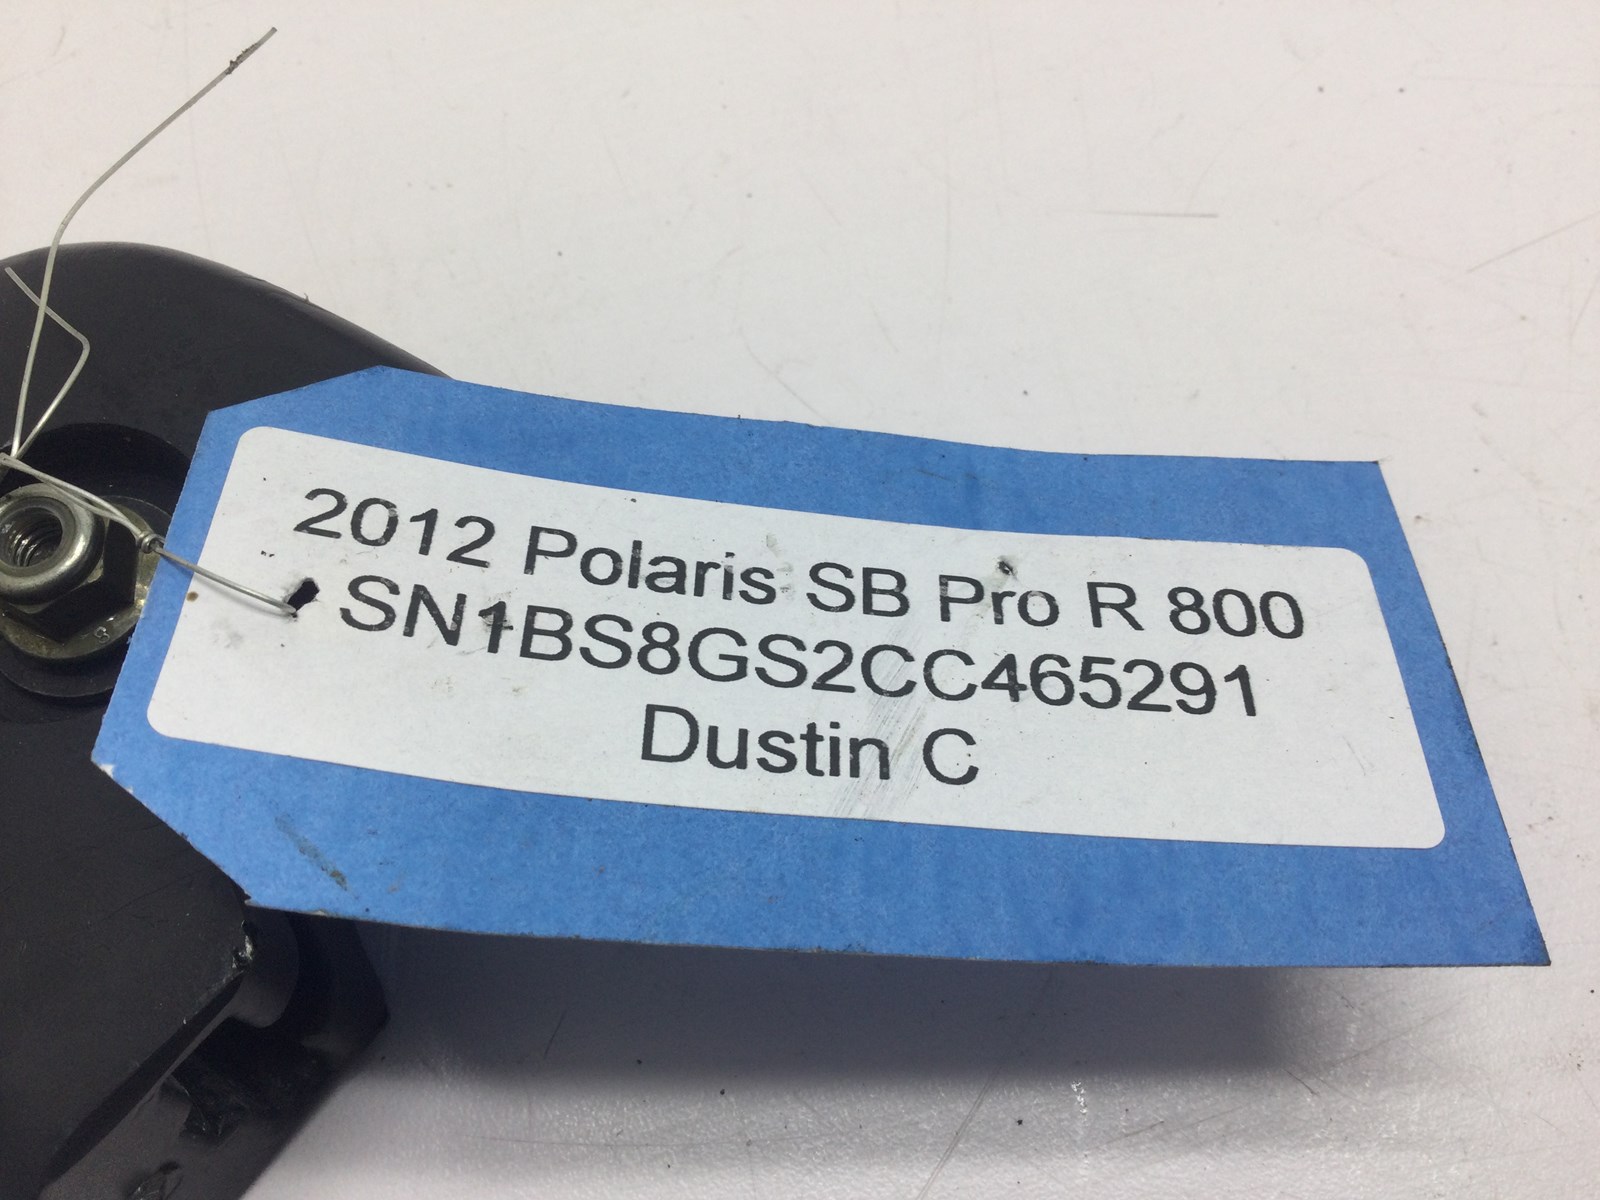 2012 Polaris SB Pro R 800
SN1BS8GS2CC465291
Dustin C